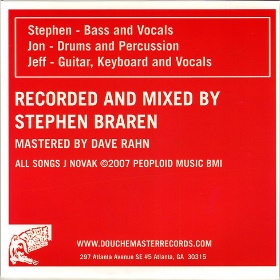 Stephen - Bass and Vocals
Jon - Drums and Percussion
Jeff - Guitar, Keyboard and Vocals
RECORDED AND MIXED BY
STEPHEN BRAREN
MASTERED BY DAVE RAHN
ALL SONGS J NOVAK ©2007 PEOPLOID MUSIC BMI
WWW.DOUCHEMASTERRECORDS.COM
297 Atlanta Avenue SE #5 Atlanta, GA 30315